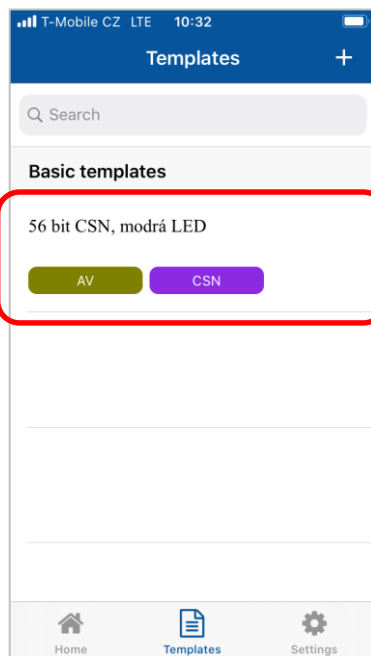 T-Mobile CZ LTE 10:32
Templates +
Search
Basic templates
56 bit CSN, modrá LED
AV CSN
Home Templates Settings